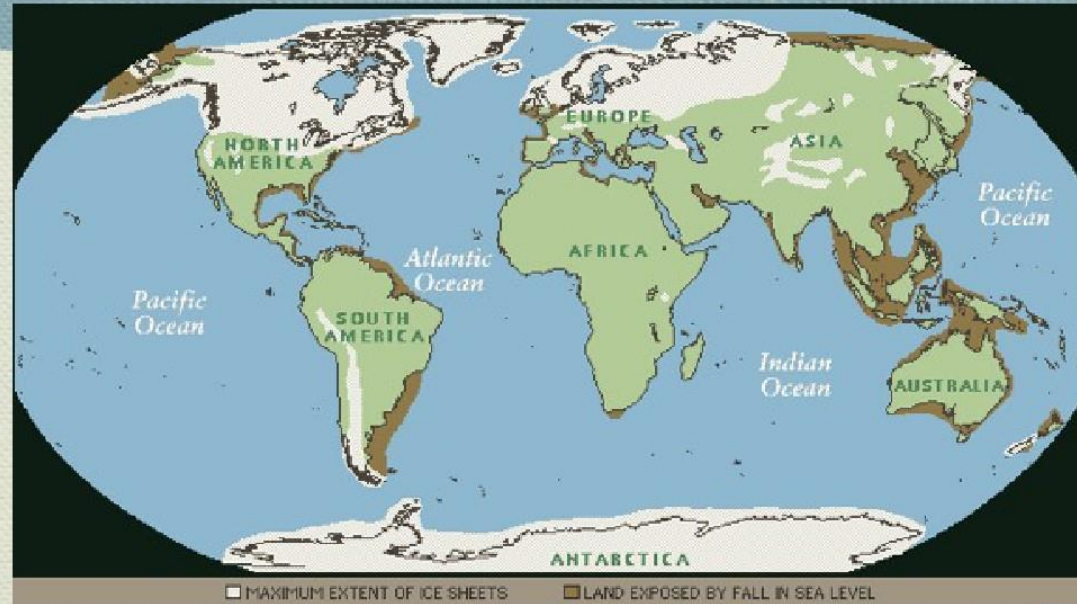 EUROPE
NORTH
AMERICA
ASIA
Pacific
Ocean
Atlantic
Ocean
AFRICA
Pacific
Ocean
SOUTH
AMERICA
Indian
Ocean
AUSTRALIA
ANTARCTICA
MAXIMUM EXTENT OF ICE SHEETS
LAND EXPOSED BY FALL IN SEA LEVEL